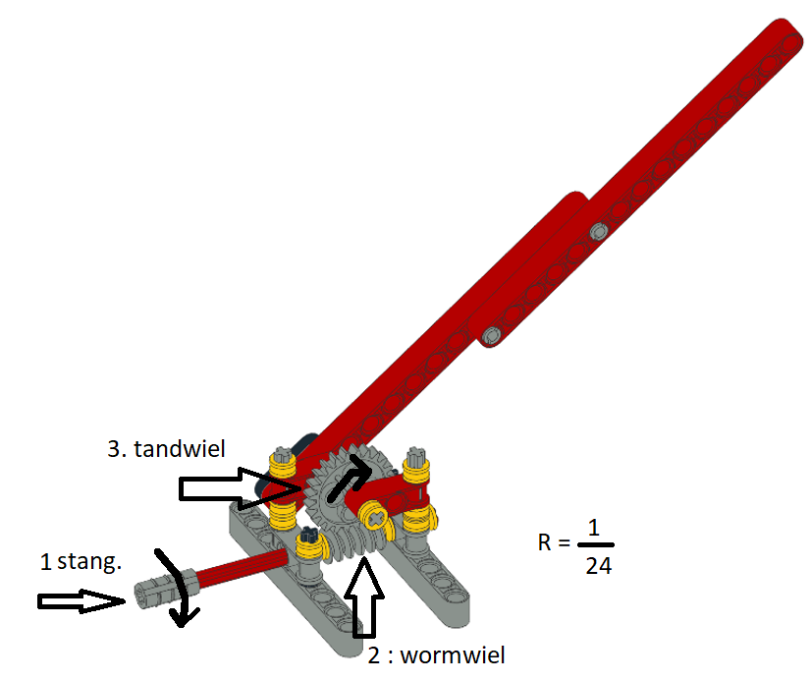 3. tandwiel
1 stang.
R = 1/24
2 : wormwiel